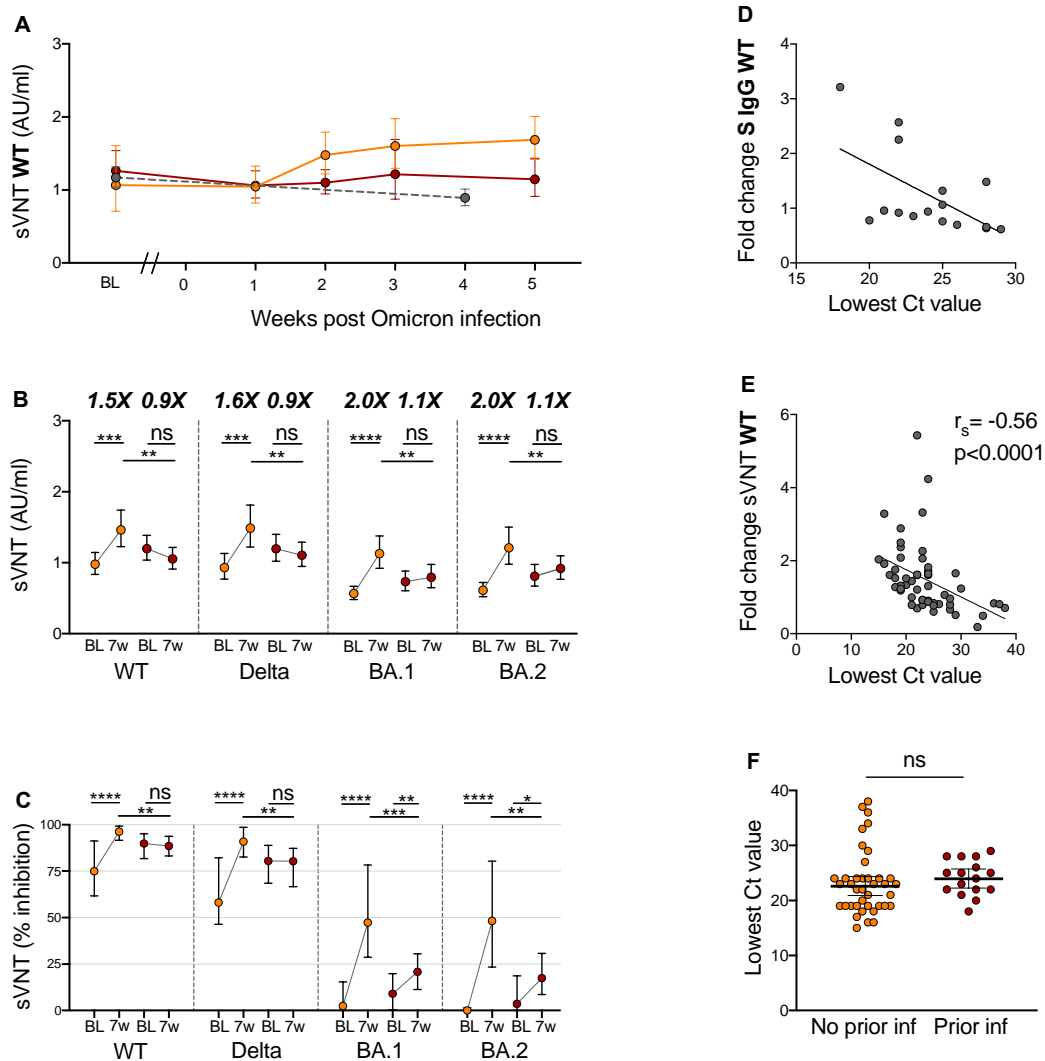 A
3
2
1
0
sVNT WT (AU/ml)
BL
0
1
2
3
4
5
Weeks post Omicron infection
B
1.5X 0.9X 1.6X 0.9X 2.0X 1.1X 2.0X 1.1X
3
2
1
0
sVNT (AU/ml)
*** ns *** ns **** ns **** ns
** ** ** **
BL 7w BL 7w BL 7w BL 7w BL 7w BL 7w BL 7w BL 7w
WT Delta BA.1 BA.2
C
**** ns **** ns **** ** **** *
** ** *** **
100
75
50
25
0
sVNT (% inibition)
BL 7w BL 7w BL 7w BL 7w BL 7w BL 7w BL 7w BL 7w
WT Delta BA.1 BA.2
D
4
3
2
1
0
Fold change S IgG WT
15 20 25 30
Lowest Ct value
E
6
4
2
0
Fold change sVNT WT
rs= -0.56
p<0.0001
0 10 20 30 40
Lowest Ct value
F
ns
40
30
20
10
0
Lowest Ct value
No prior inf Prior inf